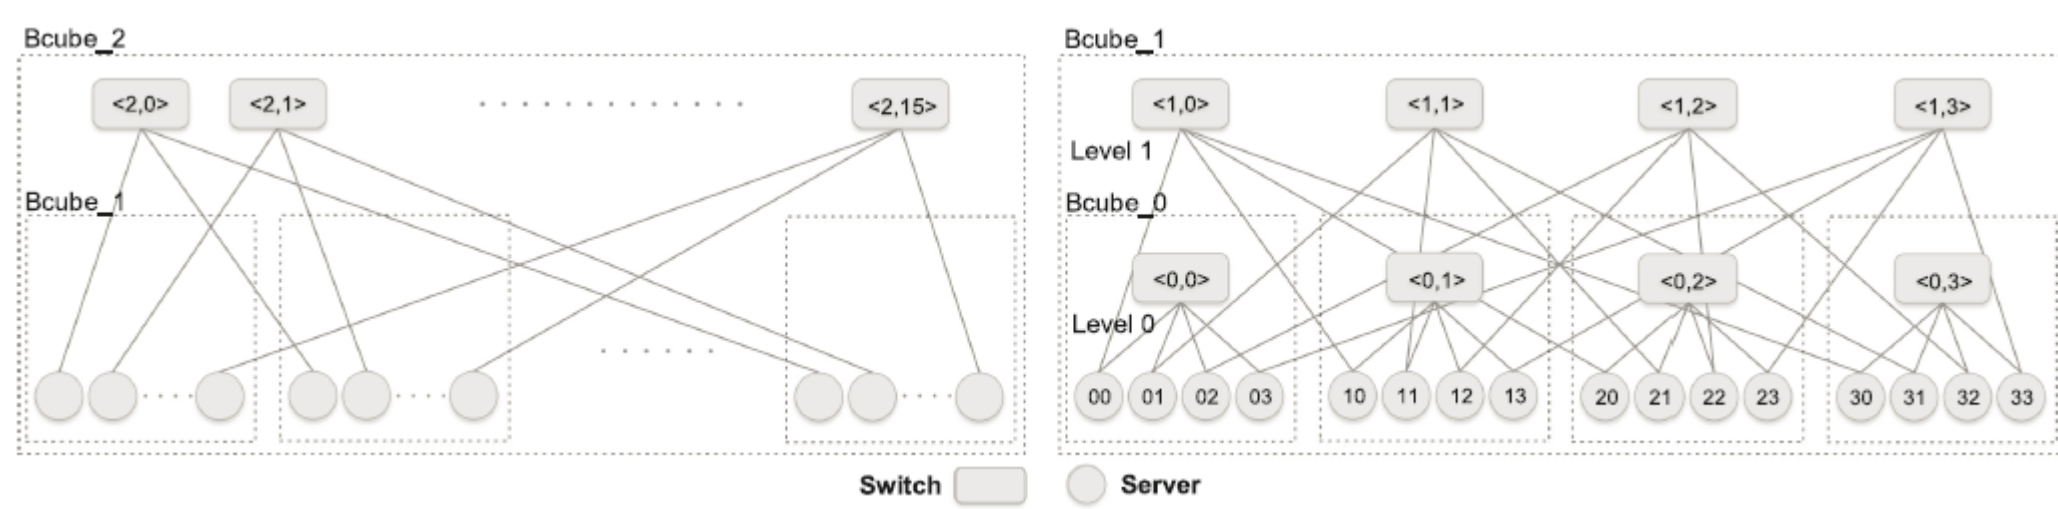 Bcube_2
<2,0>
<2,1>
<2,15>
Bcube_1
Bcube_1
<1,0>
<1,1>
<1,2>
<1,3>
Level 1
Bcube_0
<0,0>
<0,1>
<0,2>
<0,3>
Level 0
00 01 02 03 10 11 12 13 20 21 22 23 30 31 32 33
Switch
Server